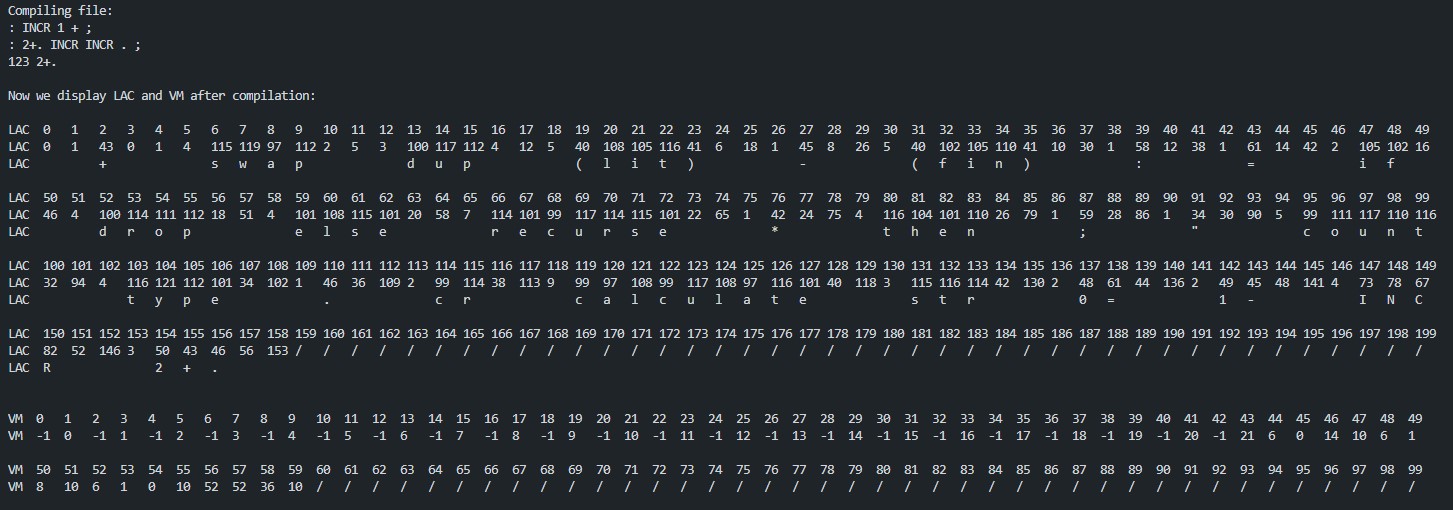 Compiling file:
: INCR 1 + ;
: 2+. INCR INCR . ;
123 2+.
Now we display LAC and VM after compilation:
LAC 0 1 2 3 4 5 6 7 8 9 10 11 12 13 14 15 16 17 18 19 20 21 22 23 24 25 26 27 28 29 30 31 32 33 34 35 36 37 38 39 40 41 42 43 44 45 46 47 48 49
LAC 0 1 43 0 1 4 115 119 97 112 2 5 3 100 117 112 4 12 5 40 108 105 116 41 6 18 1 45 8 26 5 40 102 105 110 41 10 30 1 58 12 38 1 61 14 42 2 105 102 16
LAC + s w a p d u p ( l i t ) - ( f i n ) : = i f
LAC 50 51 52 53 54 55 56 57 58 59 60 61 62 63 64 65 66 67 68 69 70 71 72 73 74 75 76 77 78 79 80 81 82 83 84 85 86 87 88 89 90 91 92 93 94 95 96 97 98 99
LAC 46 4 100 114 111 112 18 51 4 101 108 115 101 20 58 7 114 101 99 117 114 115 101 22 65 1 42 24 75 4 116 104 101 110 26 79 1 59 28 86 1 34 30 90 5 99 111 117 110 116
LAC d r o p e l s e r e c u r s e * t h e n ; " c o u n t
LAC 100 101 102 103 104 105 106 107 108 109 110 111 112 113 114 115 116 117 118 119 120 121 122 123 124 125 126 127 128 129 130 131 132 133 134 135 136 137 138 139 140 141 142 143 144 145 146 147 148 149
LAC 32 94 4 116 121 112 101 34 102 1 46 36 109 2 99 114 38 113 9 99 97 108 99 117 108 97 116 101 40 118 3 115 116 114 42 130 2 48 61 44 136 2 49 45 48 141 4 73 78 67
LAC t y p e . c r c a l c u l a t e s t r 0 = 1 - I N C
LAC 150 151 152 153 154 155 156 157 158 159 160 161 162 163 164 165 166 167 168 169 170 171 172 173 174 175 176 177 178 179 180 181 182 183 184 185 186 187 188 189 190 191 192 193 194 195 196 197 198 199
LAC 82 52 146 3 50 43 46 56 153 / / / / / / / / / / / / / / / / / / / / / / / / / / / / / / / / / / / / / / / / /
LAC R 2 + .
VM 0 1 2 3 4 5 6 7 8 9 10 11 12 13 14 15 16 17 18 19 20 21 22 23 24 25 26 27 28 29 30 31 32 33 34 35 36 37 38 39 40 41 42 43 44 45 46 47 48 49
VM -1 0 -1 1 -1 2 -1 3 -1 4 -1 5 -1 6 -1 7 -1 8 -1 9 -1 10 -1 11 -1 12 -1 13 -1 14 -1 15 -1 16 -1 17 -1 18 -1 19 -1 20 -1 21 6 0 14 10 6 1
VM 50 51 52 53 54 55 56 57 58 59 60 61 62 63 64 65 66 67 68 69 70 71 72 73 74 75 76 77 78 79 80 81 82 83 84 85 86 87 88 89 90 91 92 93 94 95 96 97 98 99
VM 8 10 6 1 0 10 52 52 36 10 / / / / / / / / / / / / / / / / / / / / / / / / / / / / / / / / / / / / / / / /